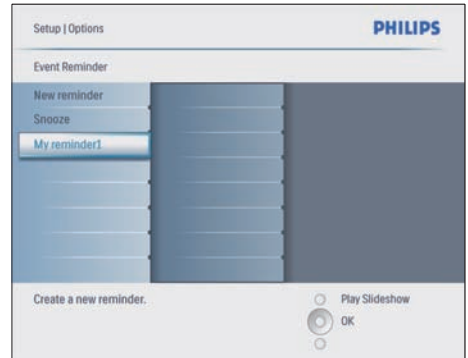 Setup | Options
PHILIPS
Event Reminder
New reminder
Snooze
My reminder1
Create a new reminder.
Play Slideshow
OK